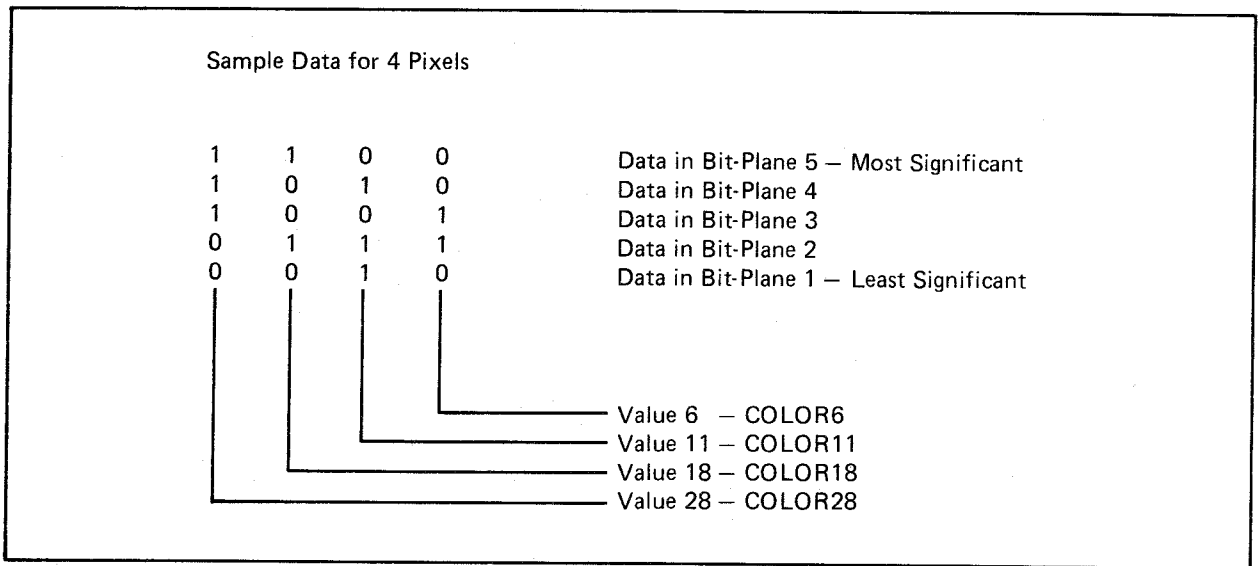 Sample Data for 4 Pixels
1 1 0 0 Data in Bit-Plane 5 — Most Significant
1 0 1 0 Data in Bit-Plane 4
1 0 0 1 Data in Bit-Plane 3
0 1 1 1 Data in Bit-Plane 2
0 0 1 0 Data in Bit-Plane 1 — Least Significant
Value 6 — COLOR6
Value 11 — COLOR11
Value 18 — COLOR18
Value 28 — COLOR28